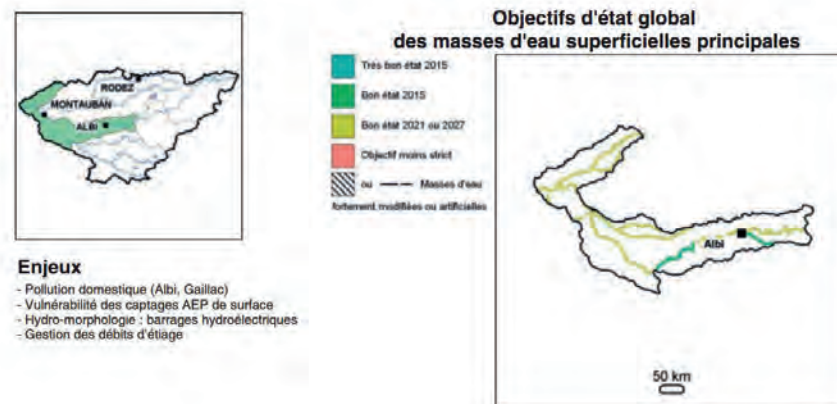 Objectifs d'état global
des masses d'eau superficielles principales
RODEZ
MONTAUBAN
ALBI
Très bon état 2015
Bon état 2015
Bon état 2021 ou 2027
Objectif moins strict
ou Masses d'eau
fortement modifiées ou artificielles
Albi
50 km
Enjeux
- Pollution domestique (Albi, Gaillac)
- Vulnérabilité des captages AEP de surface
- Hydro-morphologie : barrages hydroélectriques
- Gestion des débits d'étiage